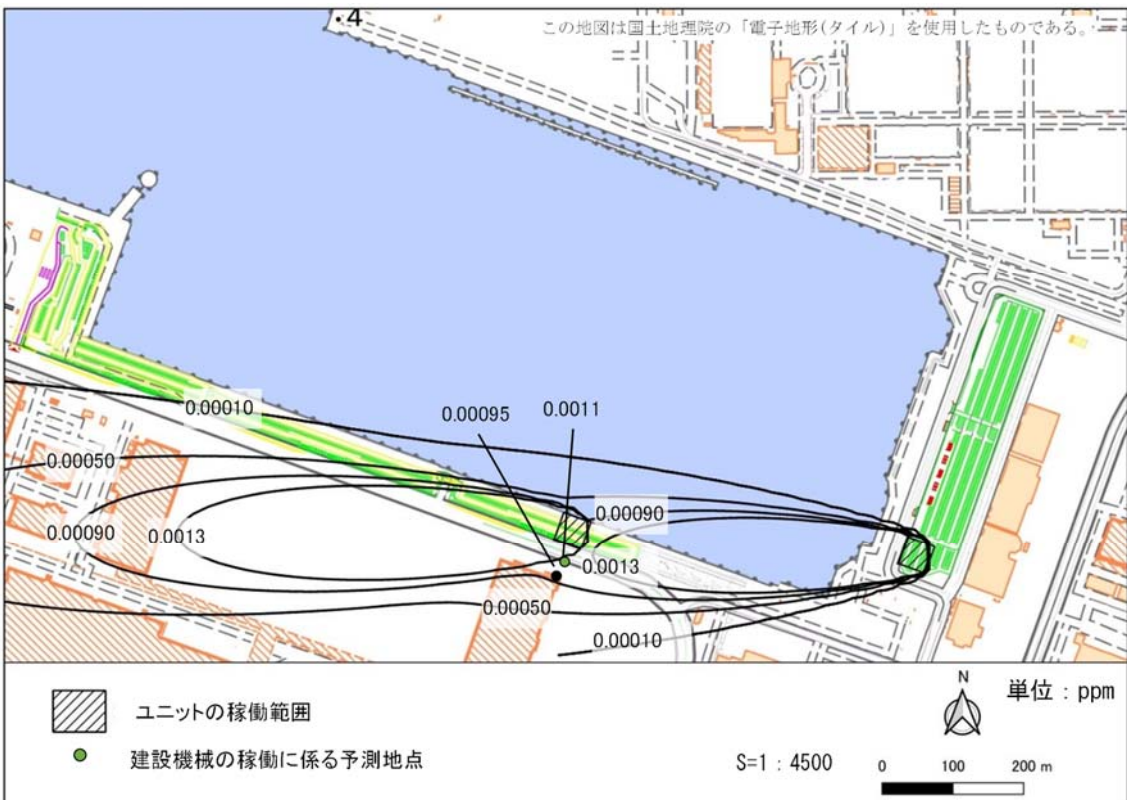 4
この地図は国土地理院の「電子地形(タイル)」を使用したものである。
0.00010
0.00095
0.0011
0.00050
0.00090
0.00090
0.0013
0.0013
0.00050
0.00010
N
単位：ppm
ユニットの稼働範囲
建設機械の稼働に係る予測地点
S=1：4500
0 100 200 m